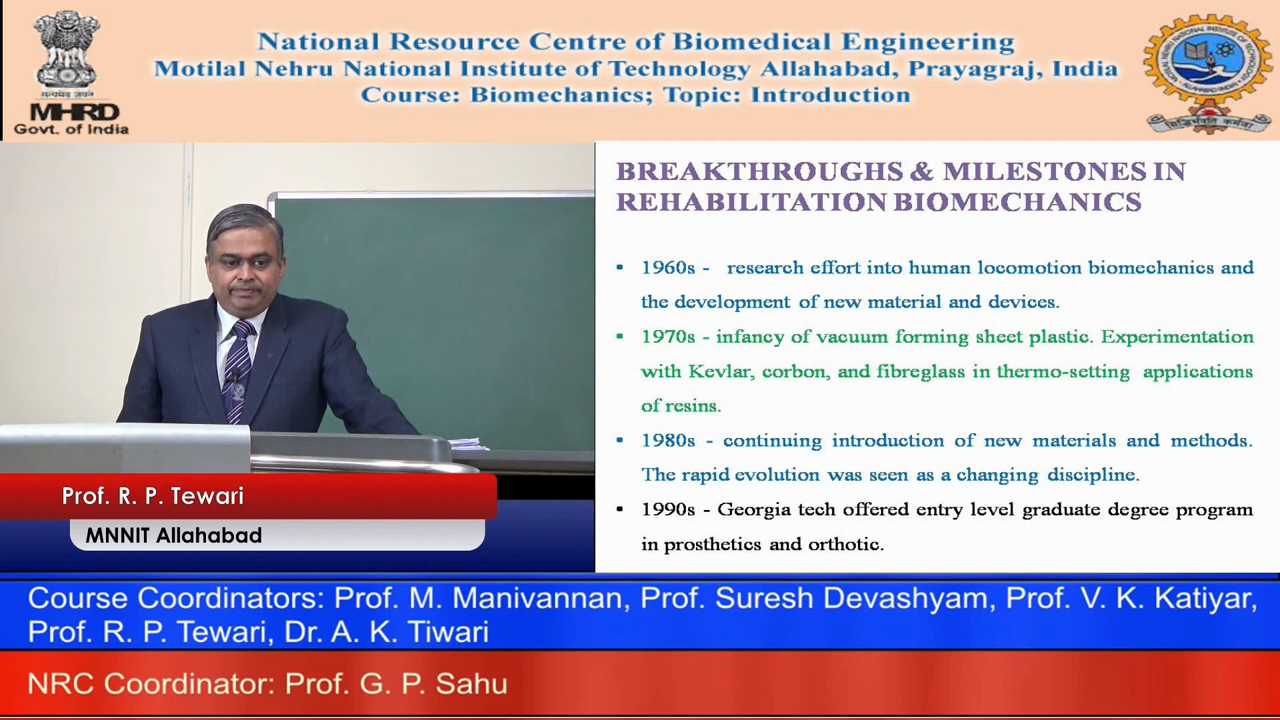 National Resource Centre of Biomedical Engineering
Motilal Nehru National Institute of Technology Allahabad, Prayagraj, India
Course: Biomechanics; Topic: Introduction
सत्यमेव जयते
MHRD
Govt. of India
BREAKTHROUGHS & MILESTONES IN
REHABILITATION BIOMECHANICS
▪ 1960s - research effort into human locomotion biomechanics and
the development of new material and devices.
▪ 1970s - infancy of vacuum forming sheet plastic. Experimentation
with Kevlar, corbon, and fibreglass in thermo-setting applications
of resins.
▪ 1980s - continuing introduction of new materials and methods.
The rapid evolution was seen as a changing discipline.
▪ 1990s - Georgia tech offered entry level graduate degree program
in prosthetics and orthotic.
Prof. R. P. Tewari
MNNIT Allahabad
Course Coordinators: Prof. M. Manivannan, Prof. Suresh Devashyam, Prof. V. K. Katiyar,
Prof. R. P. Tewari, Dr. A. K. Tiwari
NRC Coordinator: Prof. G. P. Sahu